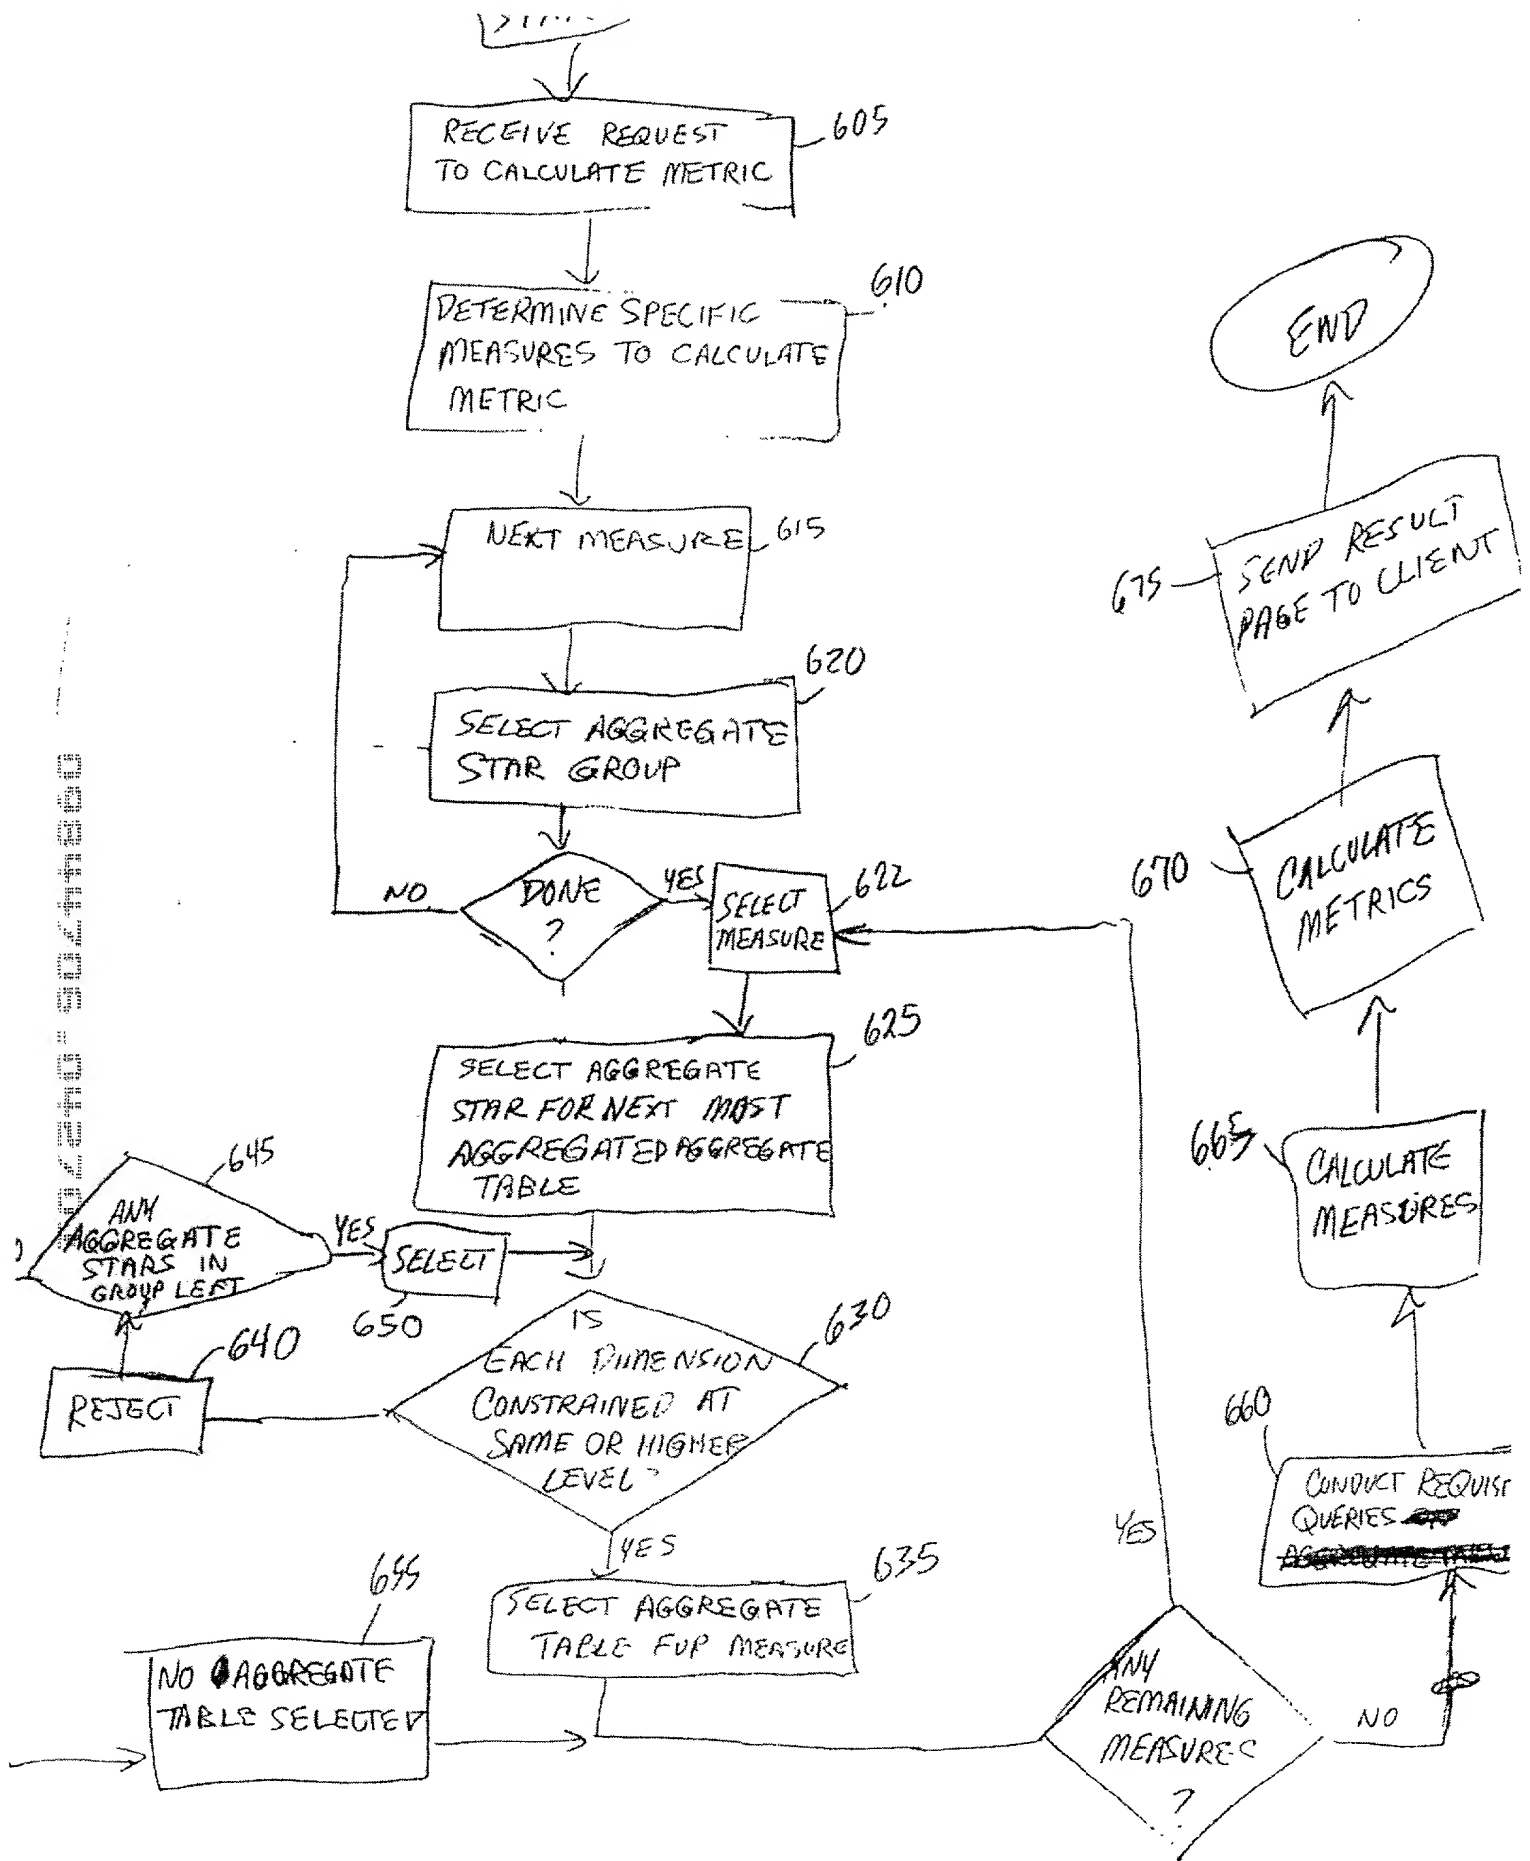 RECEIVE REQUEST
TO CALCULATE METRIC
605
DETERMINE SPECIFIC
MEASURES TO CALCULATE
METRIC
610
NEXT MEASURE
615
SELECT AGGREGATE
STAR GROUP
620
DONE
?
NO
YES
SELECT
MEASURE
622
SELECT AGGREGATE
STAR FOR NEXT MOST
AGGREGATED AGGREGATE
TABLE
625
ANY
AGGREGATE
STARS IN
GROUP LEFT
645
YES
SELECT
650
IS
EACH DIMENSION
CONSTRAINED AT
SAME OR HIGHER
LEVEL?
630
REJECT
640
YES
SELECT AGGREGATE
TABLE FOR MEASURE
635
NO AGGREGATE
TABLE SELECTED
655
ANY
REMAINING
MEASURES
?
YES
NO
CONDUCT
QUERIES
660
CALCULATE
MEASURES
665
CALCULATE
METRICS
670
SEND RESULT
PAGE TO CLIENT
675
END